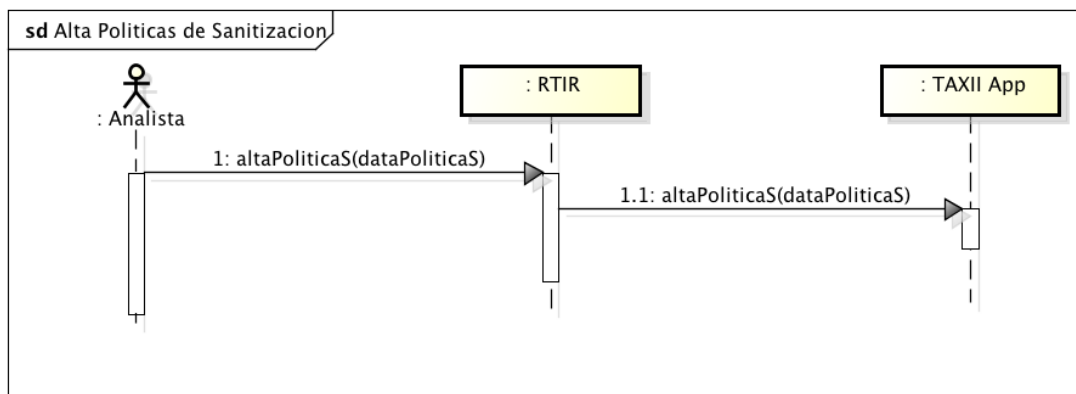 sd Alta Politicas de Sanitizacion
: Analista
: RTIR
: TAXII App
1: altaPoliticaS(dataPoliticaS)
1.1: altaPoliticaS(dataPoliticaS)